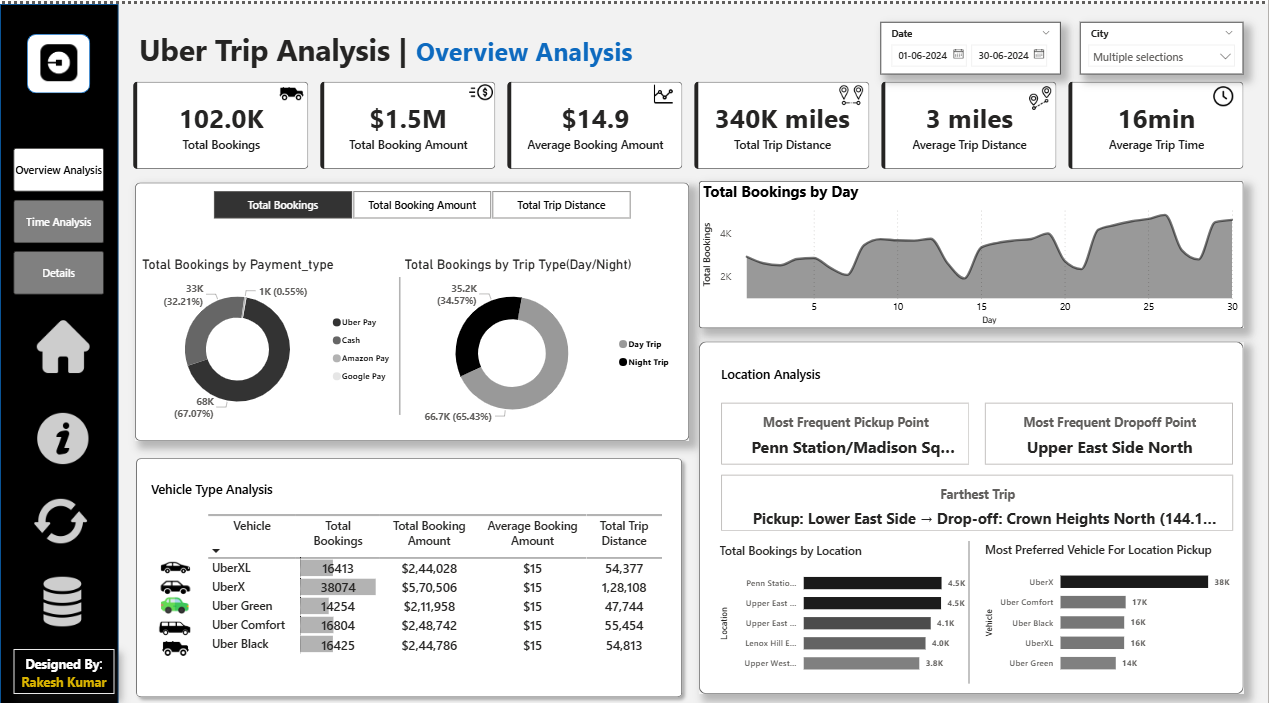 Uber Trip Analysis | Overview Analysis
Date
01-06-2024 30-06-2024
City
Multiple selections
102.0K
Total Bookings
$1.5M
Total Booking Amount
$14.9
Average Booking Amount
340K miles
Total Trip Distance
3 miles
Average Trip Distance
16min
Average Trip Time
Overview Analysis
Time Analysis
Details
Designed By:
Rakesh Kumar
Total Bookings Total Booking Amount Total Trip Distance
Total Bookings by Payment_type
33K
(32.21%)
1K (0.55%)
68K
(67.07%)
Uber Pay
Cash
Amazon Pay
Google Pay
Total Bookings by Trip Type(Day/Night)
35.2K
(34.57%)
66.7K (65.43%)
Day Trip
Night Trip
Total Bookings by Day
Total Bookings
4K
2K
5 10 15 20 25 30
Day
Vehicle Type Analysis
Vehicle Total Bookings Total Booking Amount Average Booking Amount Total Trip Distance
UberXL 16413 $2,44,028 $15 54,377
UberX 38074 $5,70,506 $15 1,28,108
Uber Green 14254 $2,11,958 $15 47,744
Uber Comfort 16804 $2,48,742 $15 55,454
Uber Black 16425 $2,44,786 $15 54,813
Location Analysis
Most Frequent Pickup Point
Penn Station/Madison Sq...
Most Frequent Dropoff Point
Upper East Side North
Farthest Trip
Pickup: Lower East Side → Drop-off: Crown Heights North (144.1...
Total Bookings by Location
Location
Penn Statio... 4.5K
Upper East ... 4.5K
Upper East ... 4.1K
Lenox Hill E... 4.0K
Upper West... 3.8K
Most Preferred Vehicle For Location Pickup
Vehicle
UberX 38K
Uber Comfort 17K
Uber Black 16K
UberXL 16K
Uber Green 14K